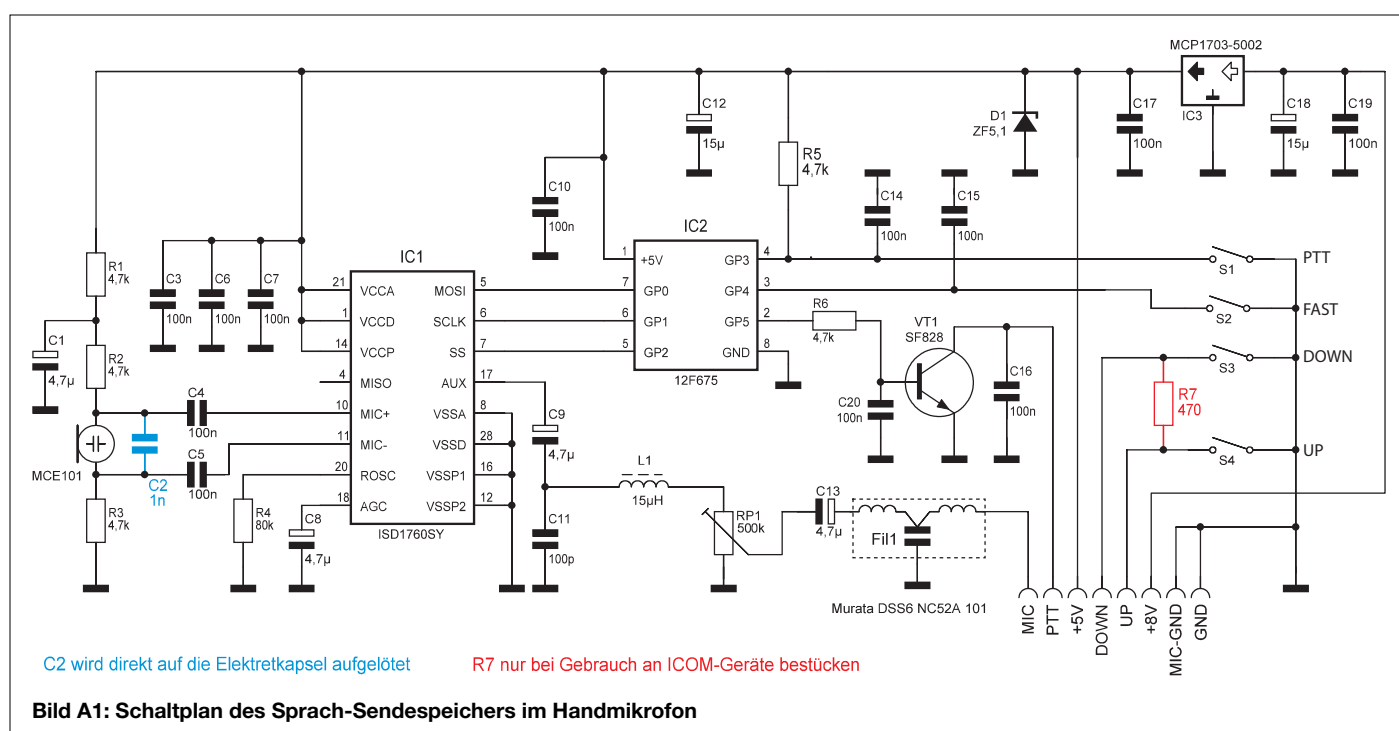 MCP1703-5002
IC3
C17
100n
C18
15µ
C19
100n
D1
ZF5,1
C12
15µ
R5
4,7k
C10
100n
C14
100n
C15
100n
IC2
1 +5V GP3 4
7 GP0 GP4 3
6 GP1 GP5 2
5 GP2 GND 8
12F675
S1
PTT
S2
FAST
S3
DOWN
S4
UP
R7
470
R6
4,7k
VT1
SF828
C16
100n
C20
100n
R1
4,7k
C1
4,7µ
R2
4,7k
C3
100n
C6
100n
C7
100n
IC1
21 VCCA MOSI 5
1 VCCD SCLK 6
14 VCCP SS 7
4 MISO AUX 17
10 MIC+ VSSA 8
11 MIC- VSSD 28
20 ROSC VSSP1 16
18 AGC VSSP2 12
ISD1760SY
C4
100n
C5
100n
MCE101
C2
1n
R3
4,7k
R4
80k
C8
4,7µ
C9
4,7µ
C11
100p
L1
15µH
RP1
500k
C13
4,7µ
Fil1
Murata DSS6 NC52A 101
MIC
PTT
+5V
DOWN
UP
+8V
MIC-GND
GND
C2 wird direkt auf die Elektretkapsel aufgelötet
R7 nur bei Gebrauch an ICOM-Geräte bestücken
Bild A1: Schaltplan des Sprach-Sendespeichers im Handmikrofon